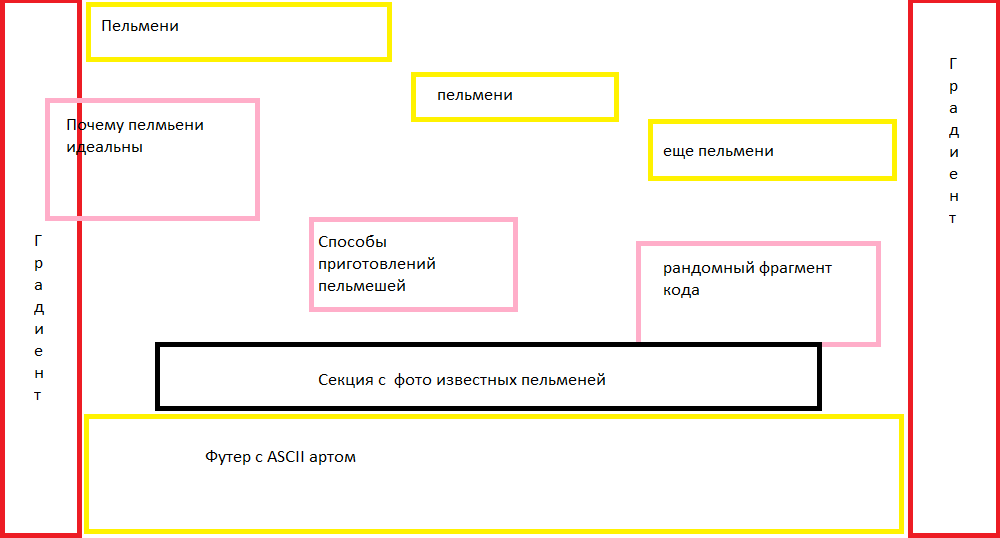 Пельмени
пельмени
еще пельмени
Почему пелмьени
идеальны
Способы
приготовлений
пельмешей
рандомный фрагмент
кода
Секция с  фото известных пельменей
Футер с ASCII артом
Г
р
а
д
и
е
н
т
Г
р
а
д
и
е
н
т